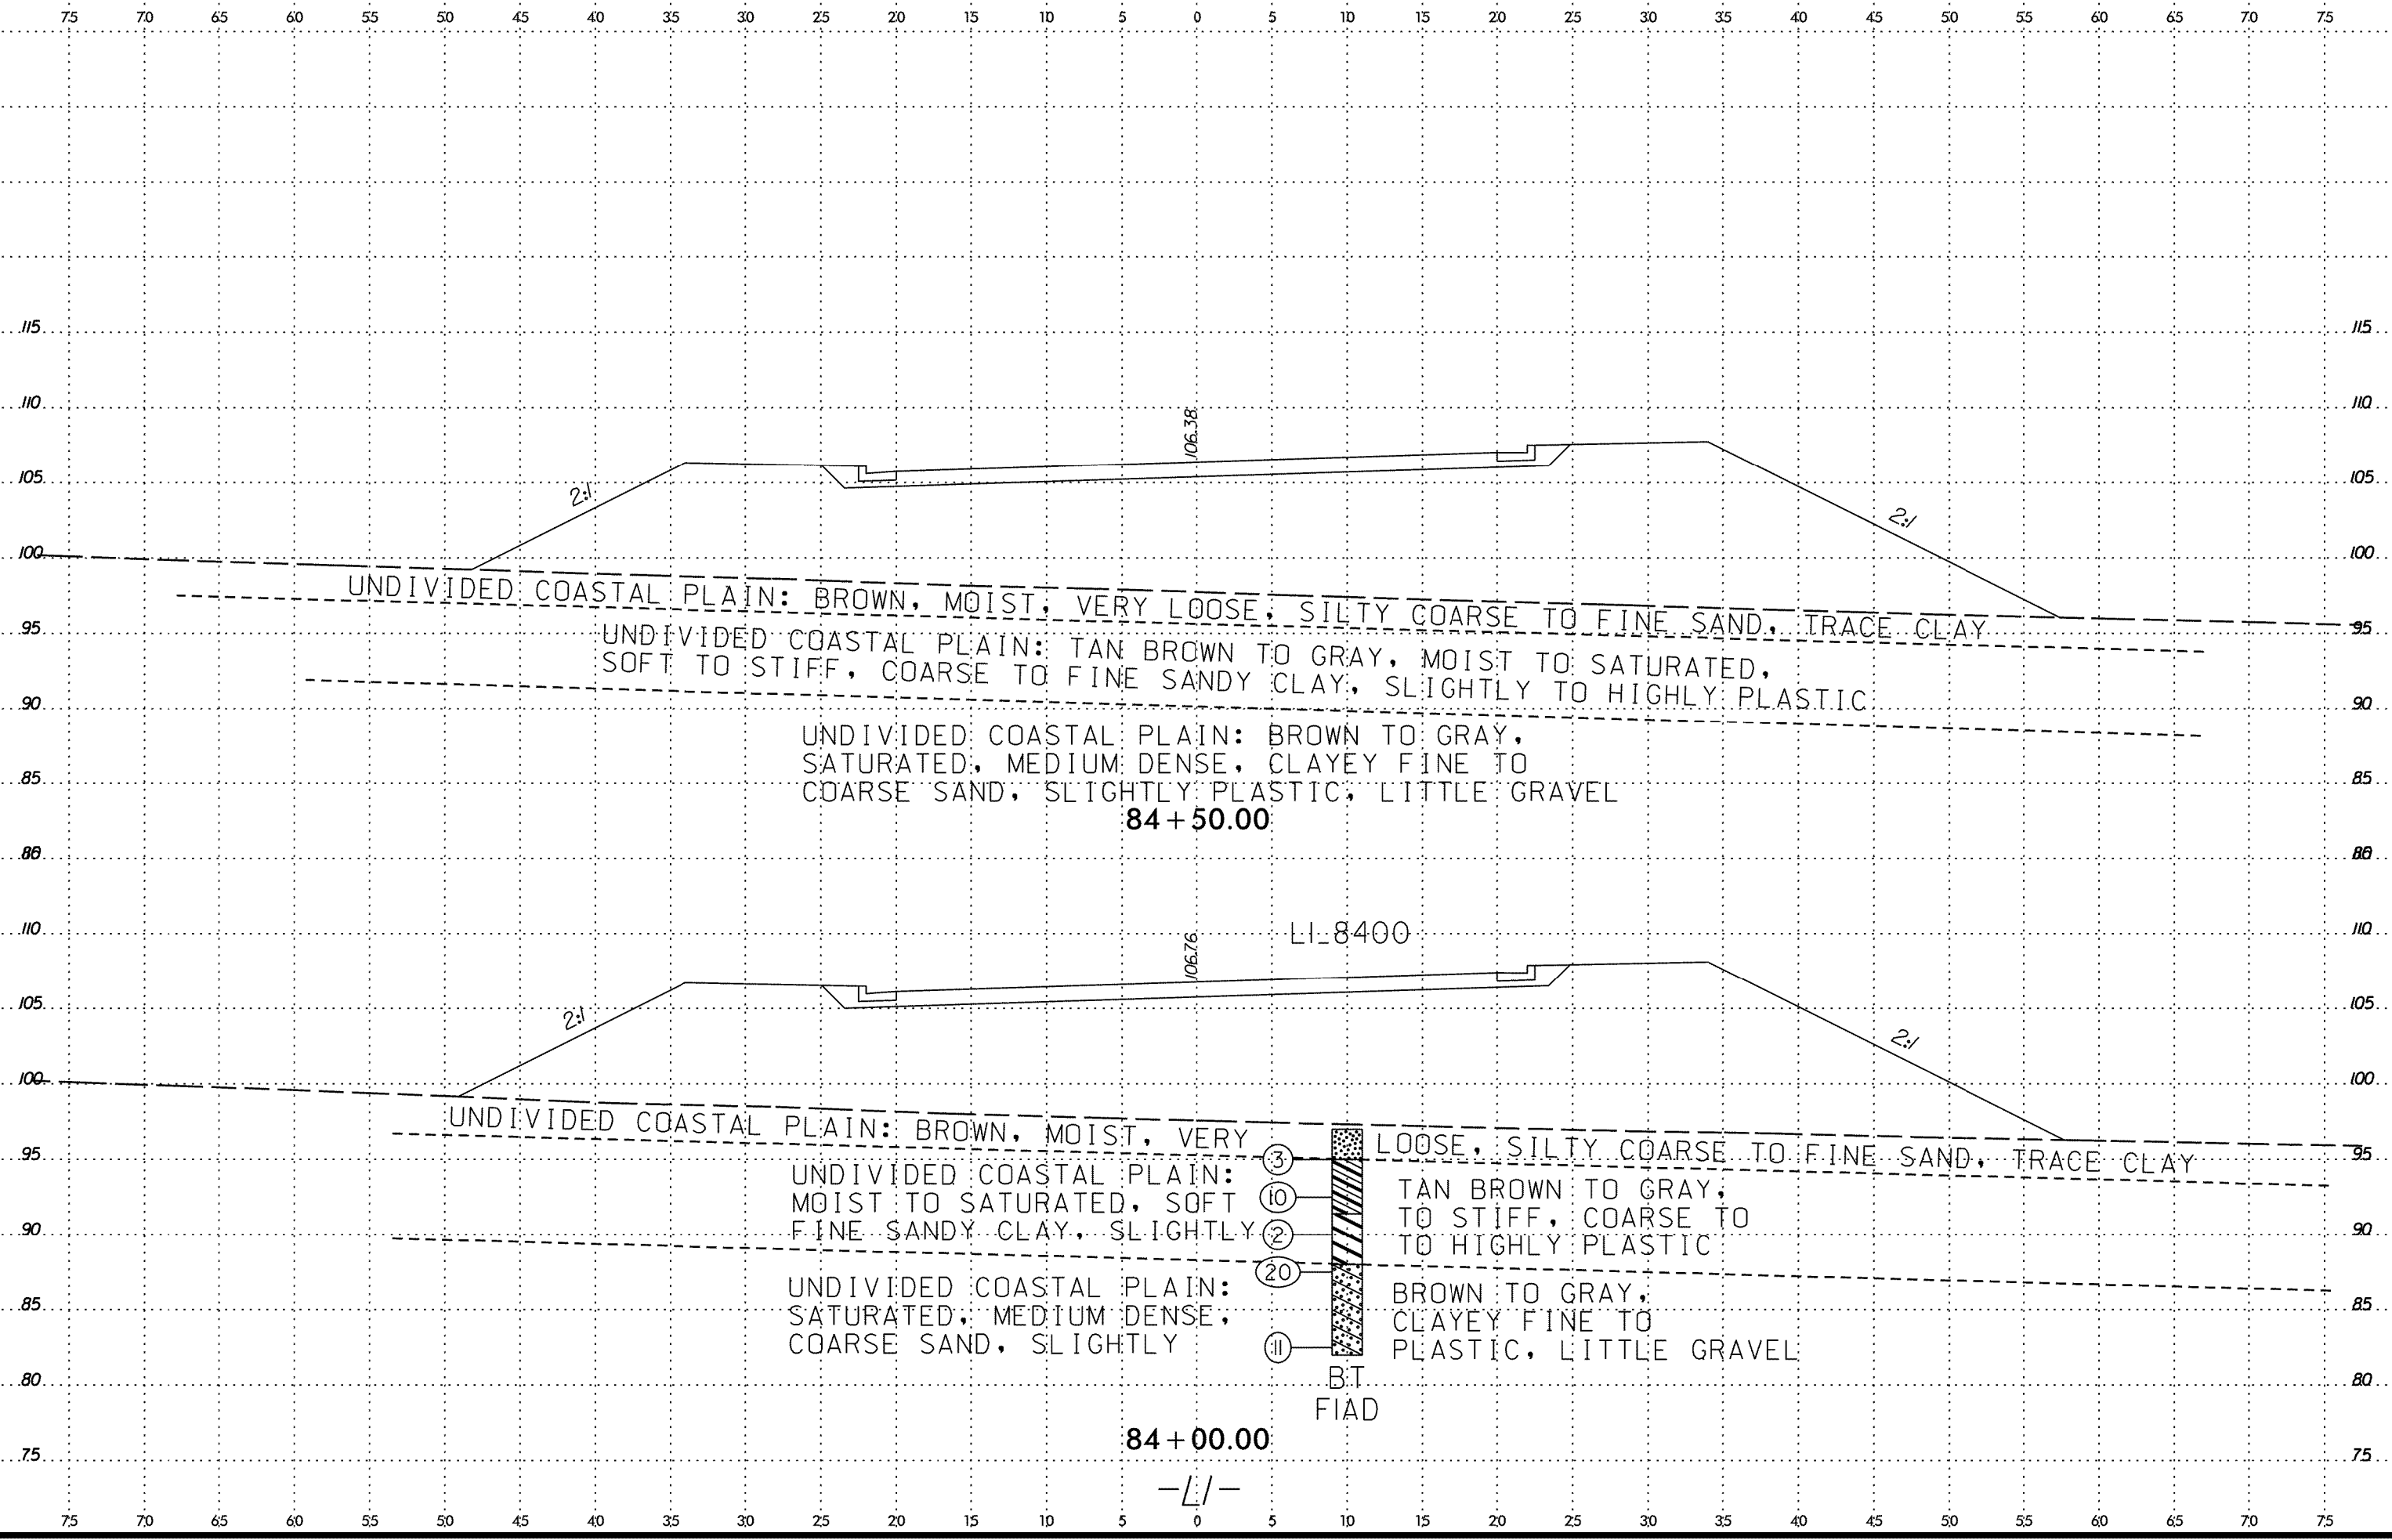 75 70 65 60 55 50 45 40 35 30 25 20 15 10 5 0 5 10 15 20 25 30 35 40 45 50 55 60 65 70 75
115 115
110 106.38 110
105 2:1 105
2:1
100 100
UNDIVIDED COASTAL PLAIN: BROWN, MOIST, VERY LOOSE, SILTY COARSE TO FINE SAND, TRACE CLAY
95 95
UNDIVIDED COASTAL PLAIN: TAN BROWN TO GRAY, MOIST TO SATURATED,
SOFT TO STIFF, COARSE TO FINE SANDY CLAY, SLIGHTLY TO HIGHLY PLASTIC
90 90
UNDIVIDED COASTAL PLAIN: BROWN TO GRAY,
SATURATED, MEDIUM DENSE, CLAYEY FINE TO
85 85
COARSE SAND, SLIGHTLY PLASTIC, LITTLE GRAVEL
84+50.00
110 106.76 LI_8400 110
105 2:1 105
2:1
100 100
UNDIVIDED COASTAL PLAIN: BROWN, MOIST, VERY LOOSE, SILTY COARSE TO FINE SAND, TRACE CLAY
95 3 95
UNDIVIDED COASTAL PLAIN: TAN BROWN TO GRAY,
MOIST TO SATURATED, SOFT 10 TO STIFF, COARSE TO
90 FINE SANDY CLAY, SLIGHTLY 2 TO HIGHLY PLASTIC 90
20
UNDIVIDED COASTAL PLAIN: BROWN TO GRAY,
85 SATURATED, MEDIUM DENSE, CLAYEY FINE TO 85
COARSE SAND, SLIGHTLY 11 PLASTIC, LITTLE GRAVEL
80 BT 80
FIAD
84+00.00
75 75
-L1-
75 70 65 60 55 50 45 40 35 30 25 20 15 10 5 0 5 10 15 20 25 30 35 40 45 50 55 60 65 70 75